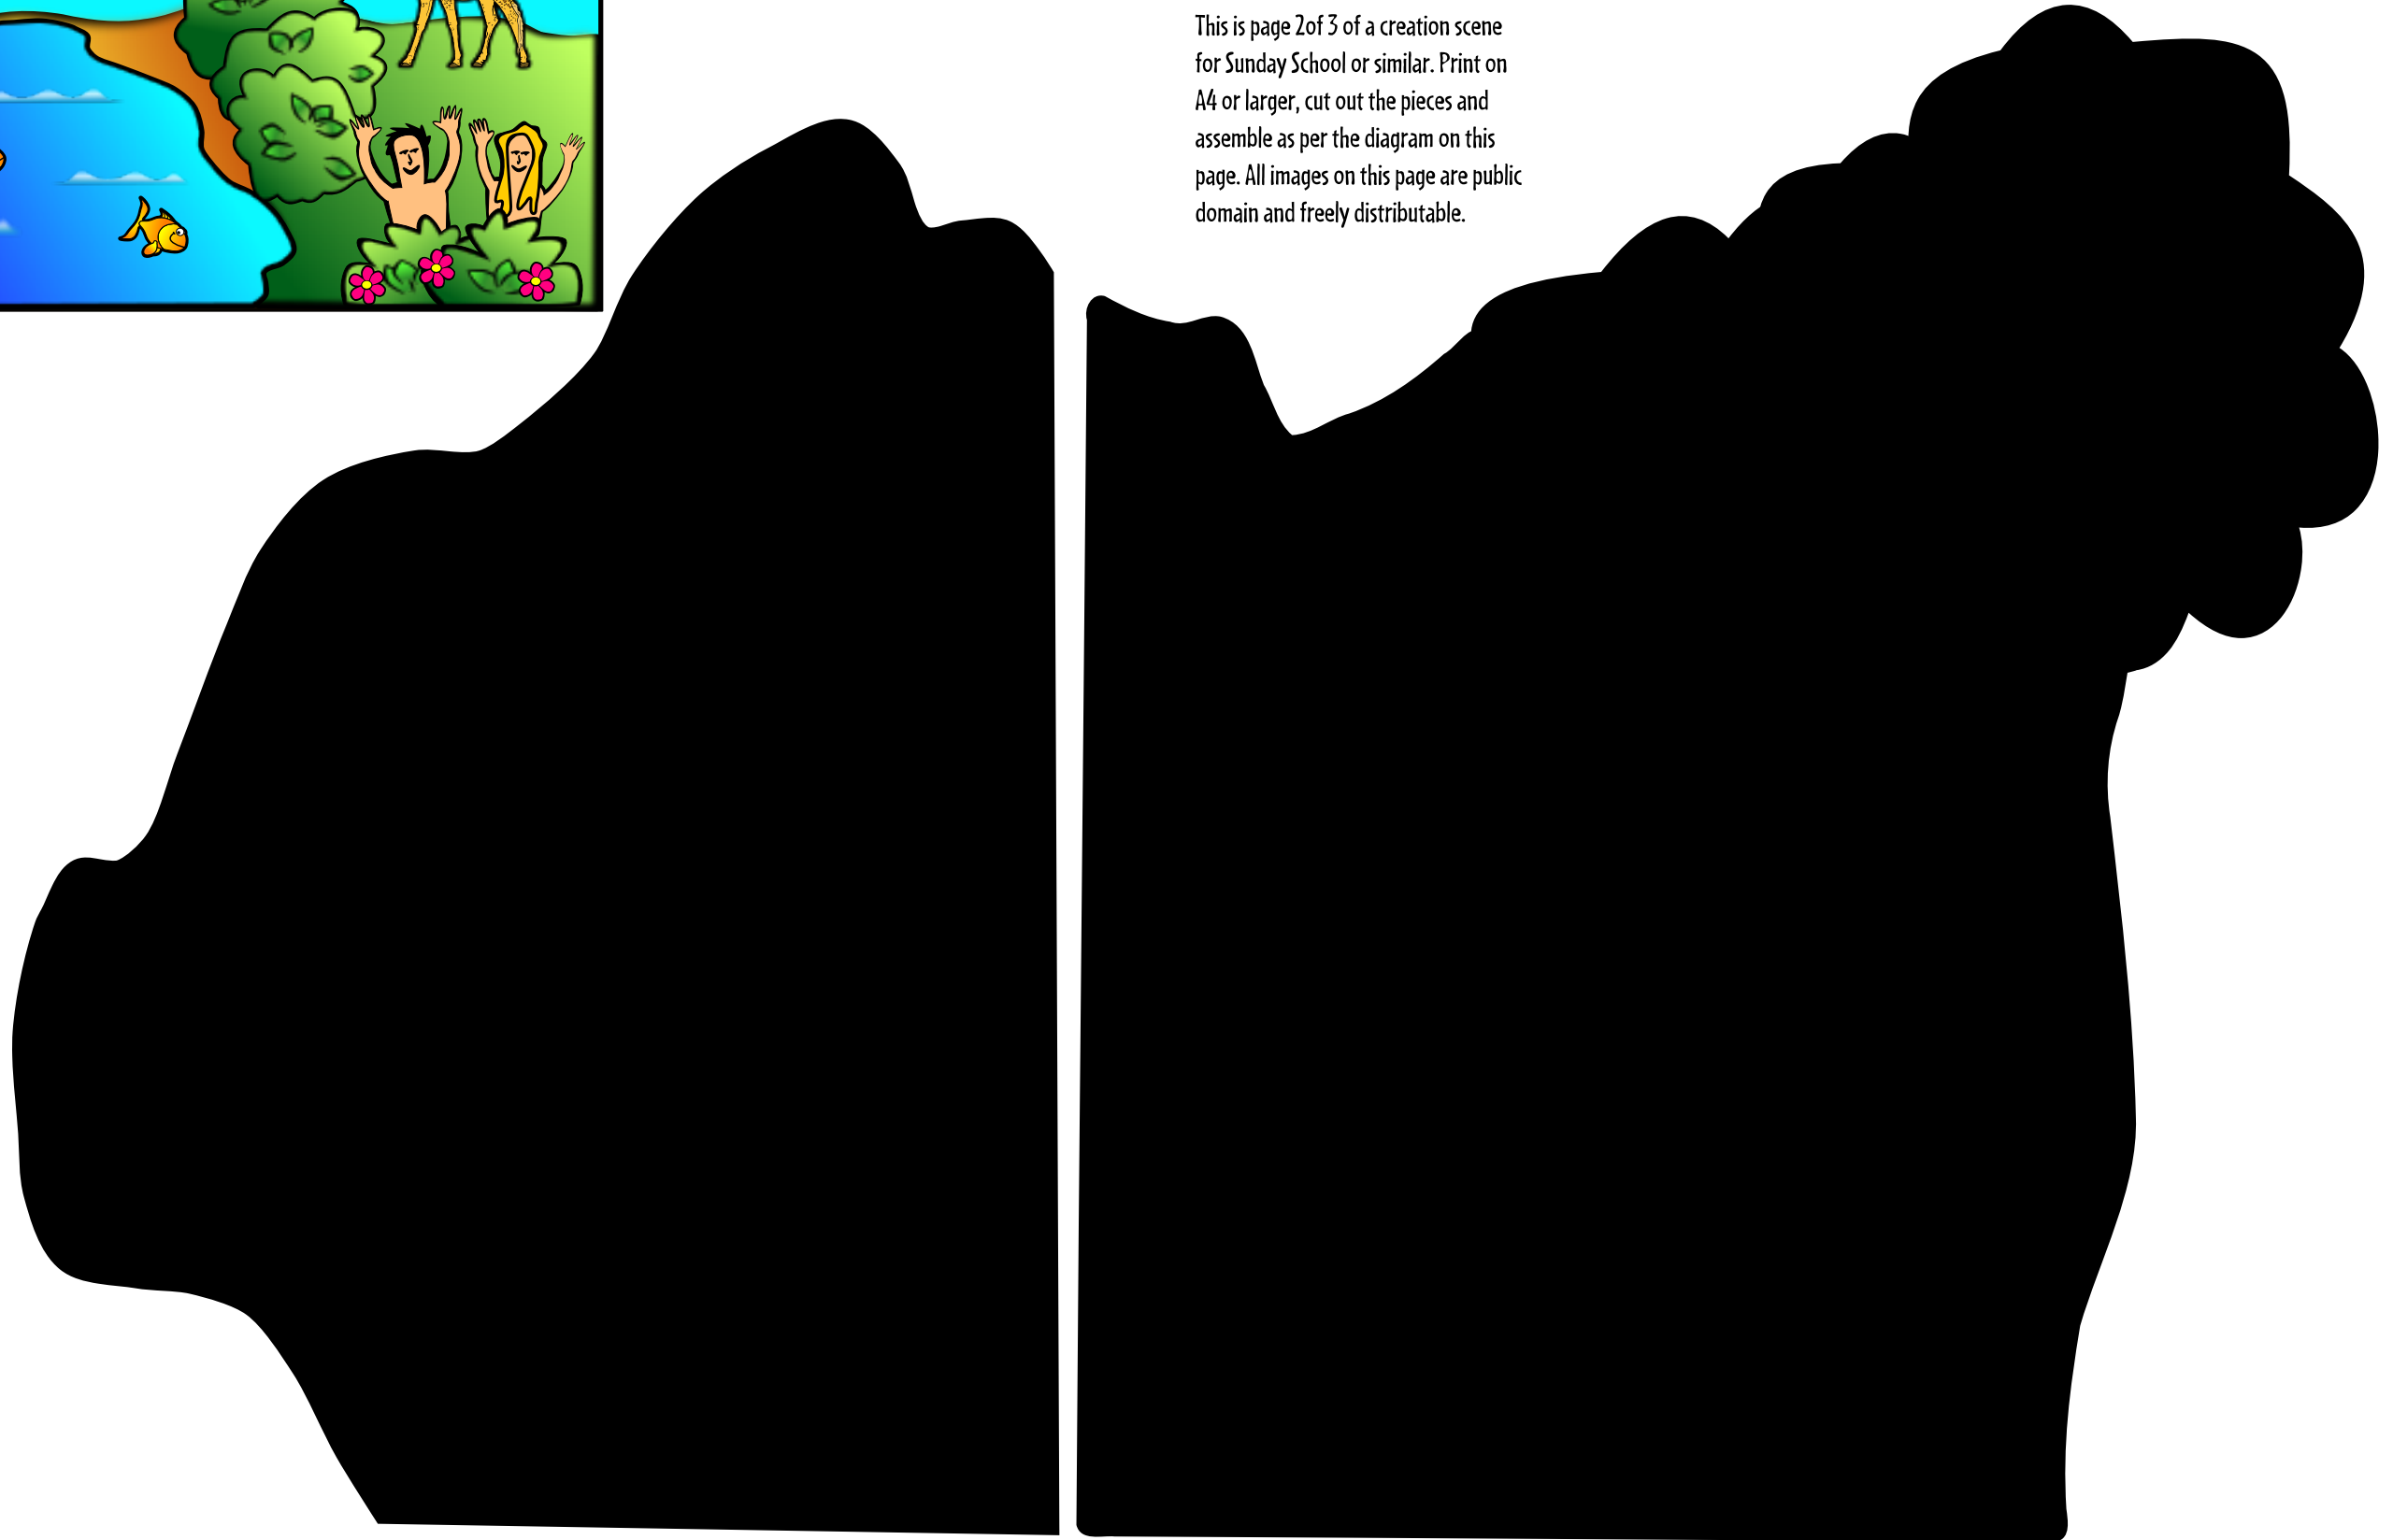 This is page 2of 3 of a creation scene
for Sunday School or similar. Print on
A4 or larger, cut out the pieces and
assemble as per the diagram on this
page. All images on this page are public
domain and freely distributable.